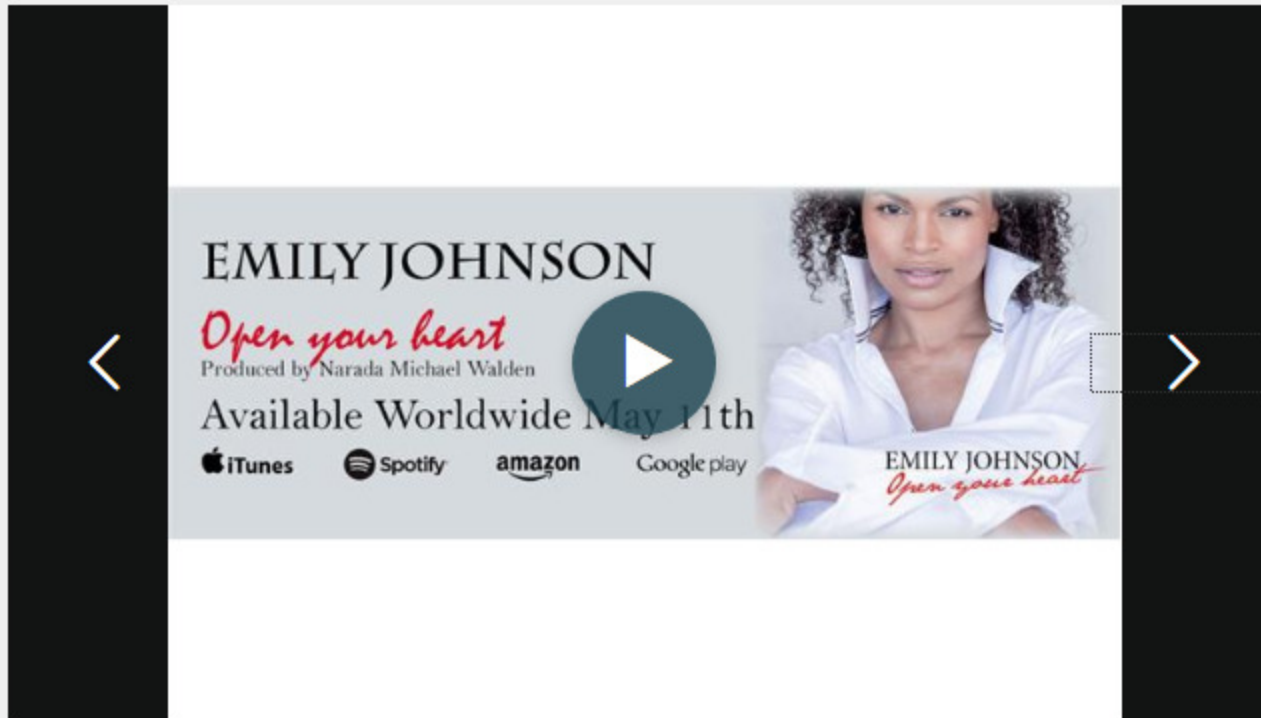 EMILY JOHNSON
Open your heart
Produced by Narada Michael Walden
Available Worldwide May 11th
iTunes Spotify amazon Google play
EMILY JOHNSON
Open your heart